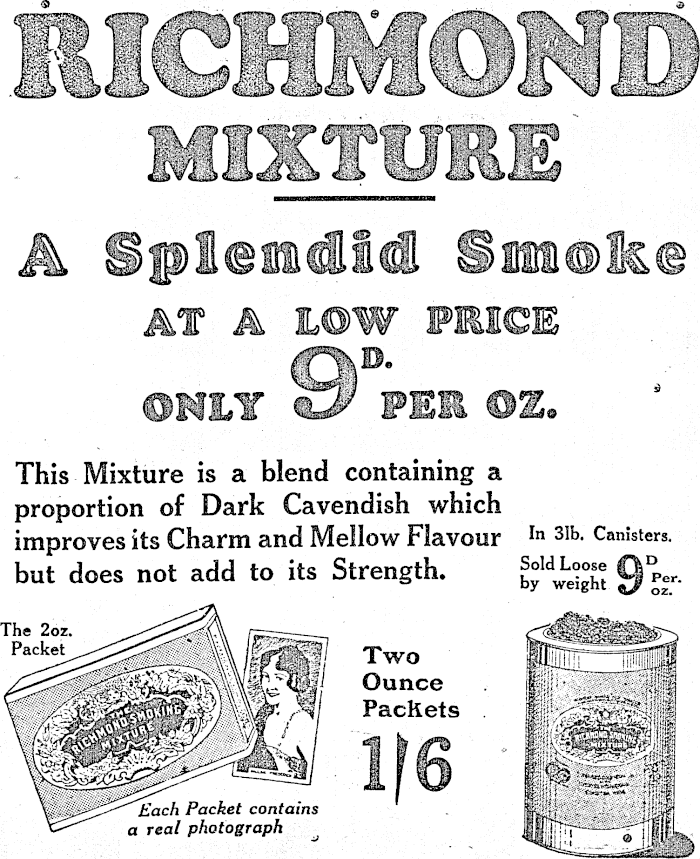 RICHMOND
MIXTURE
A Splendid Smoke
AT A LOW PRICE
ONLY 9D. PER OZ.
This Mixture is a blend containing a
proportion of Dark Cavendish which
improves its Charm and Mellow Flavour
but does not add to its Strength.
In 3lb. Canisters.
Sold Loose
by weight 9D Per.
oz.
The 2oz.
Packet
RICHMOND SMOKING
MIXTURE
Two
Ounce
Packets
1/6
Each Packet contains
a real photograph